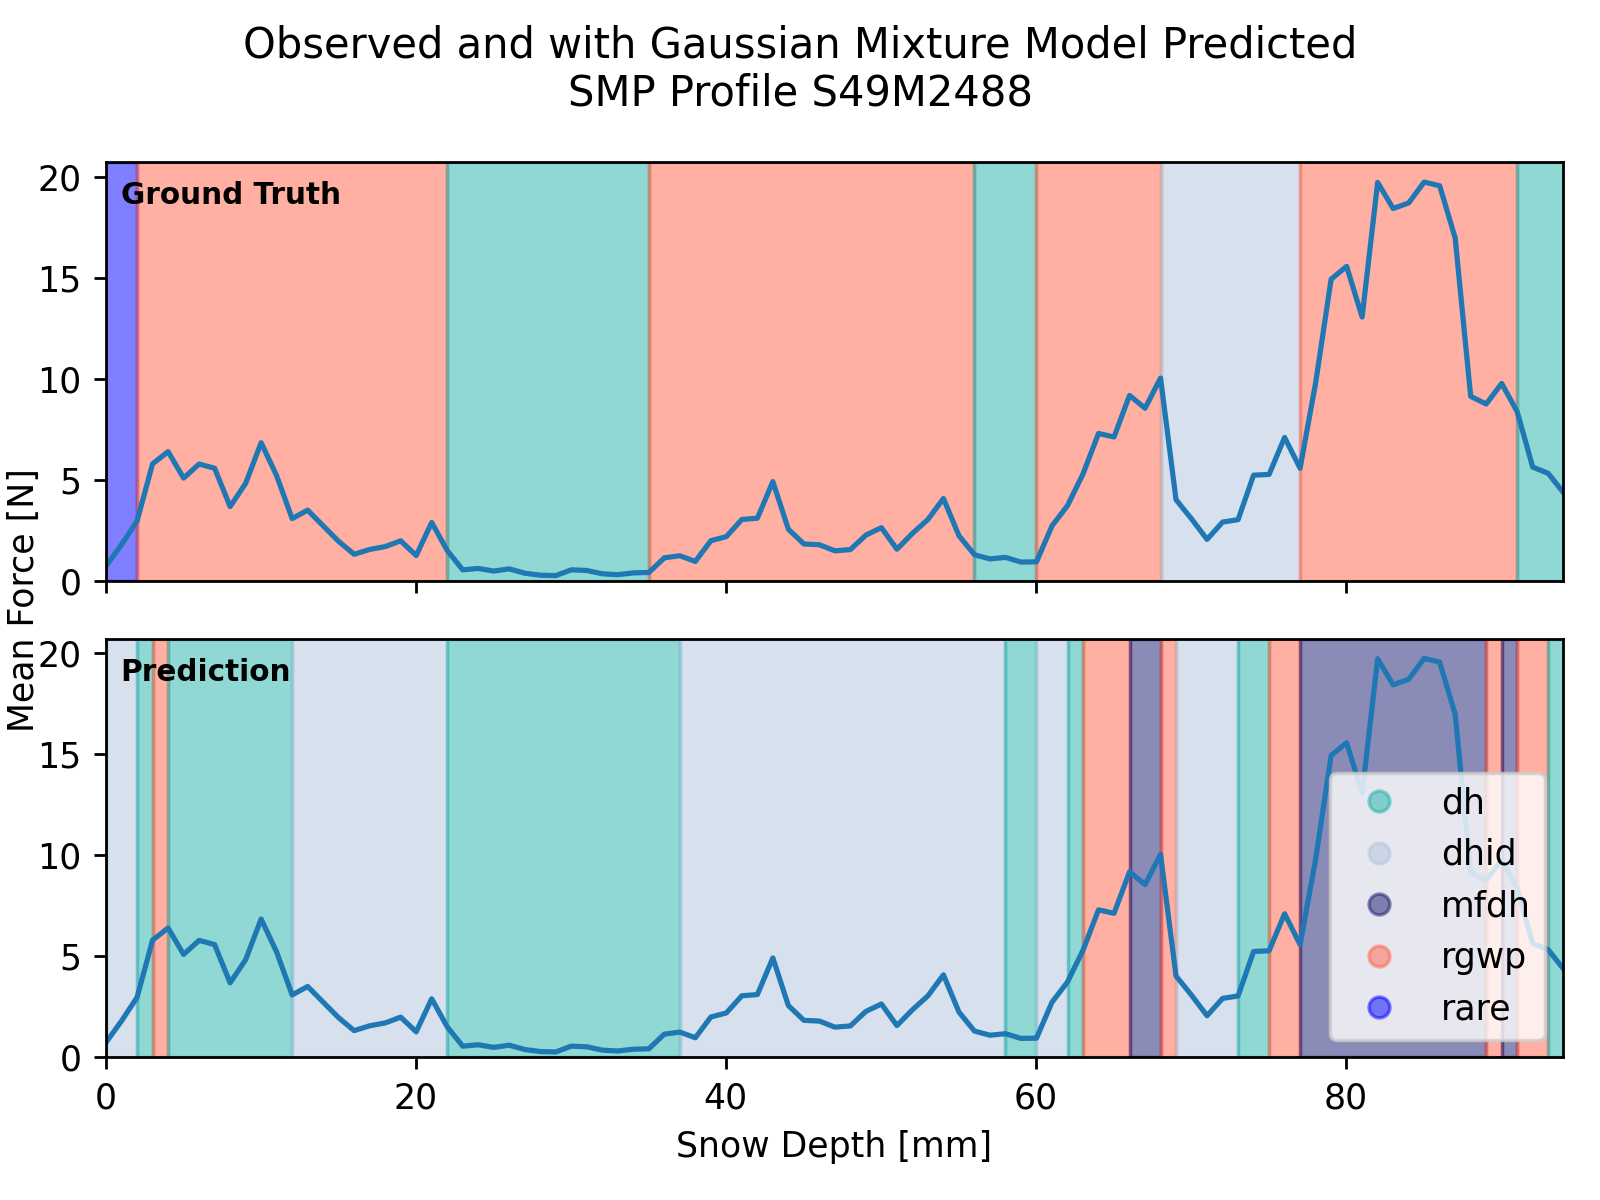 Observed and with Gaussian Mixture Model Predicted
SMP Profile S49M2488
Ground Truth
20
15
10
5
0
Mean Force [N]
Prediction
20
15
10
5
0
dh
dhid
mfdh
rgwp
rare
0 20 40 60 80
Snow Depth [mm]